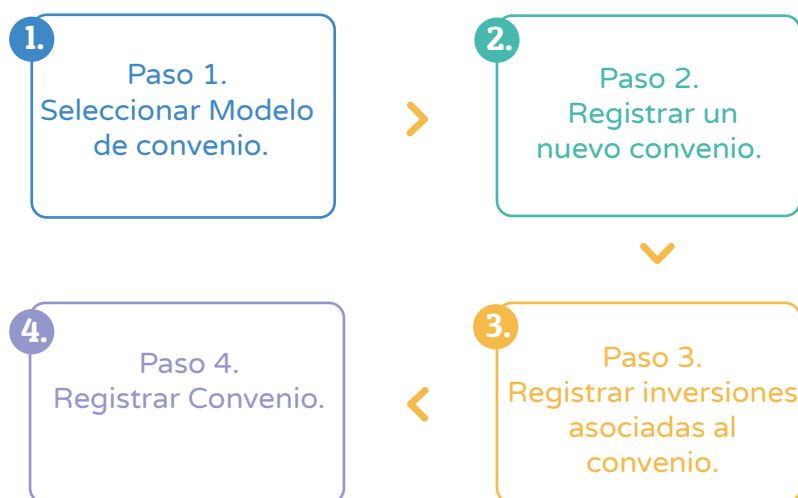 1.
Paso 1.
Seleccionar Modelo
de convenio.
2.
Paso 2.
Registrar un
nuevo convenio.
3.
Paso 3.
Registrar inversiones
asociadas al
convenio.
4.
Paso 4.
Registrar Convenio.